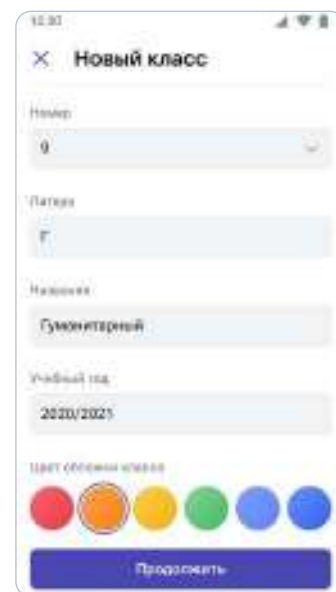 12:30
Новый класс
Номер
9
Литера
Г
Название
Гуманитарный
Учебный год
2020/2021
Цвет обложки класса
Продолжить